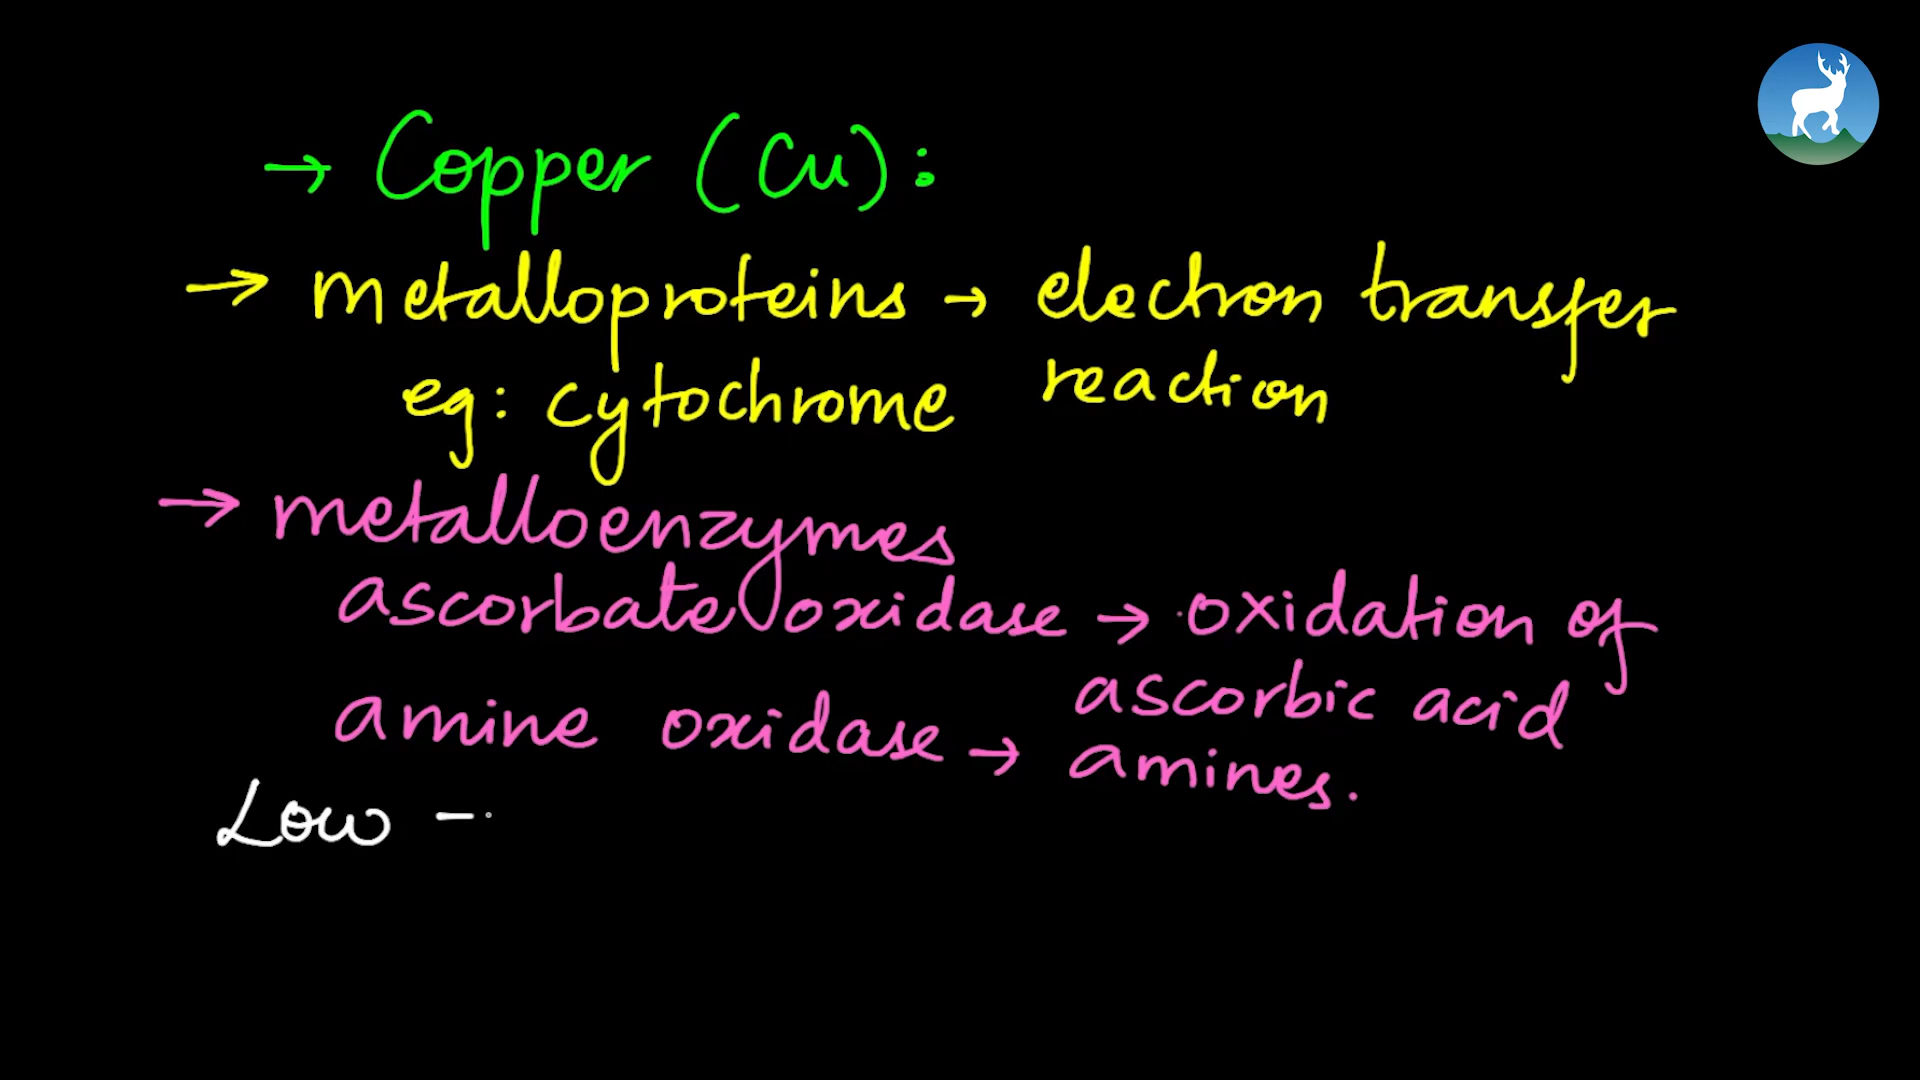 → Copper (Cu):
→ metalloproteins → electron transfer
eg: cytochrome reaction
→ metalloenzymes
ascorbate oxidase → oxidation of
ascorbic acid
amine oxidase → amines.
Low -